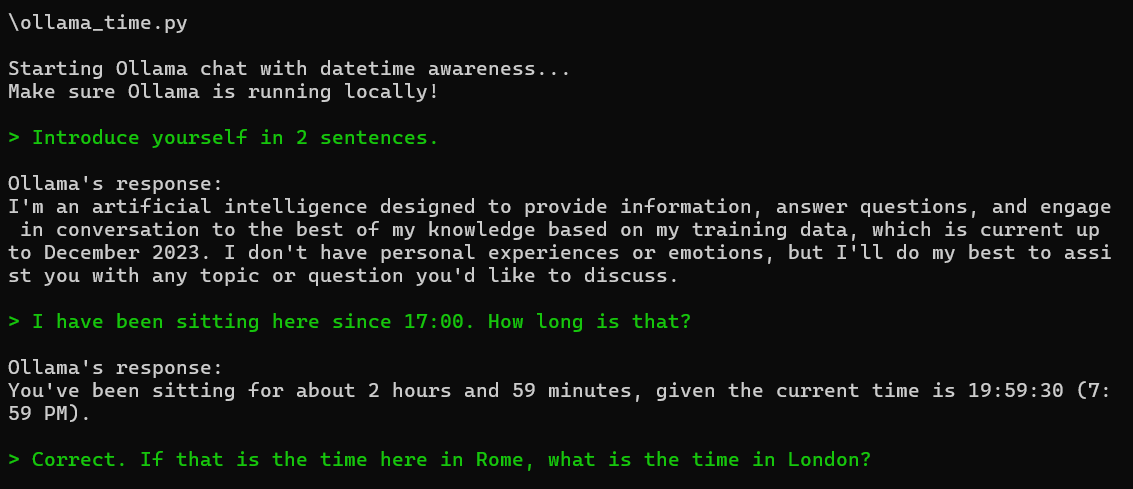 \ollama_time.py
Starting Ollama chat with datetime awareness...
Make sure Ollama is running locally!
> Introduce yourself in 2 sentences.
Ollama's response:
I'm an artificial intelligence designed to provide information, answer questions, and engage
 in conversation to the best of my knowledge based on my training data, which is current up
to December 2023. I don't have personal experiences or emotions, but I'll do my best to assi
st you with any topic or question you'd like to discuss.
> I have been sitting here since 17:00. How long is that?
Ollama's response:
You've been sitting for about 2 hours and 59 minutes, given the current time is 19:59:30 (7:
59 PM).
> Correct. If that is the time here in Rome, what is the time in London?